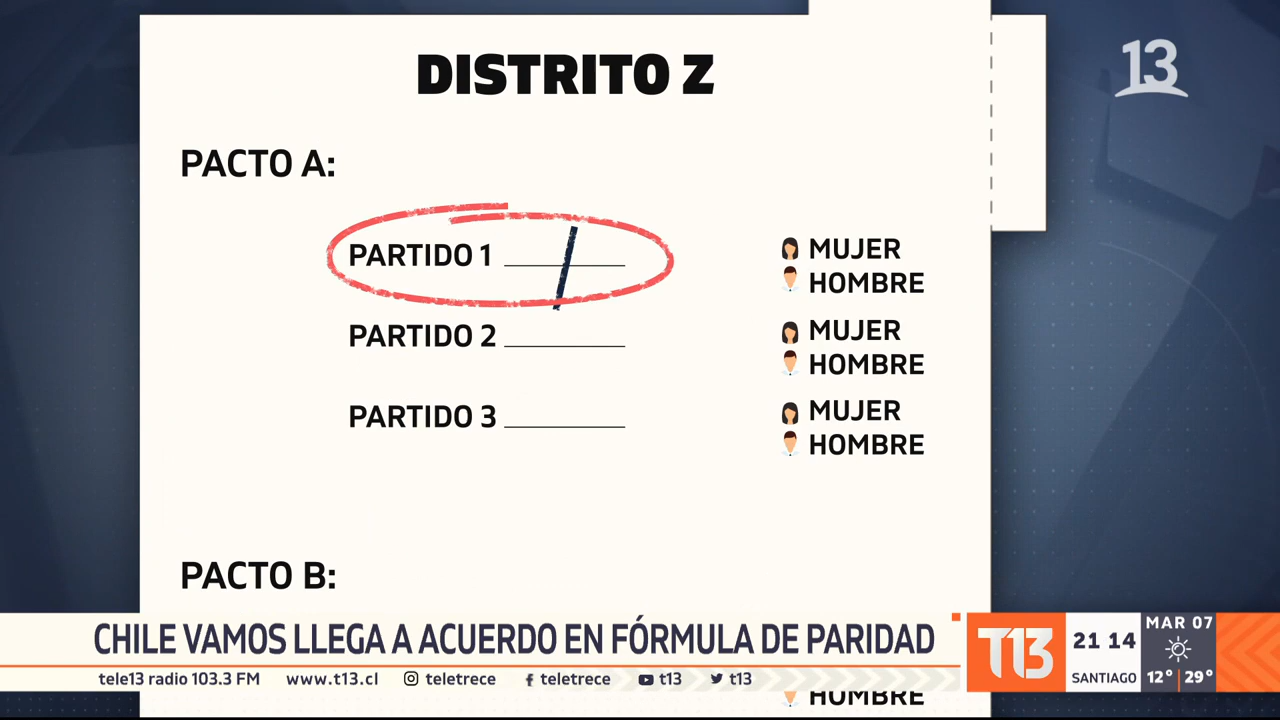 DISTRITO Z
13
PACTO A:
PARTIDO 1
MUJER
HOMBRE
PARTIDO 2
MUJER
HOMBRE
PARTIDO 3
MUJER
HOMBRE
PACTO B:
CHILE VAMOS LLEGA A ACUERDO EN FÓRMULA DE PARIDAD
tele13 radio 103.3 FM www.t13.cl teletrece teletrece t13 t13
T13
21 14
SANTIAGO
MAR 07
12° 29°
HOMBRE